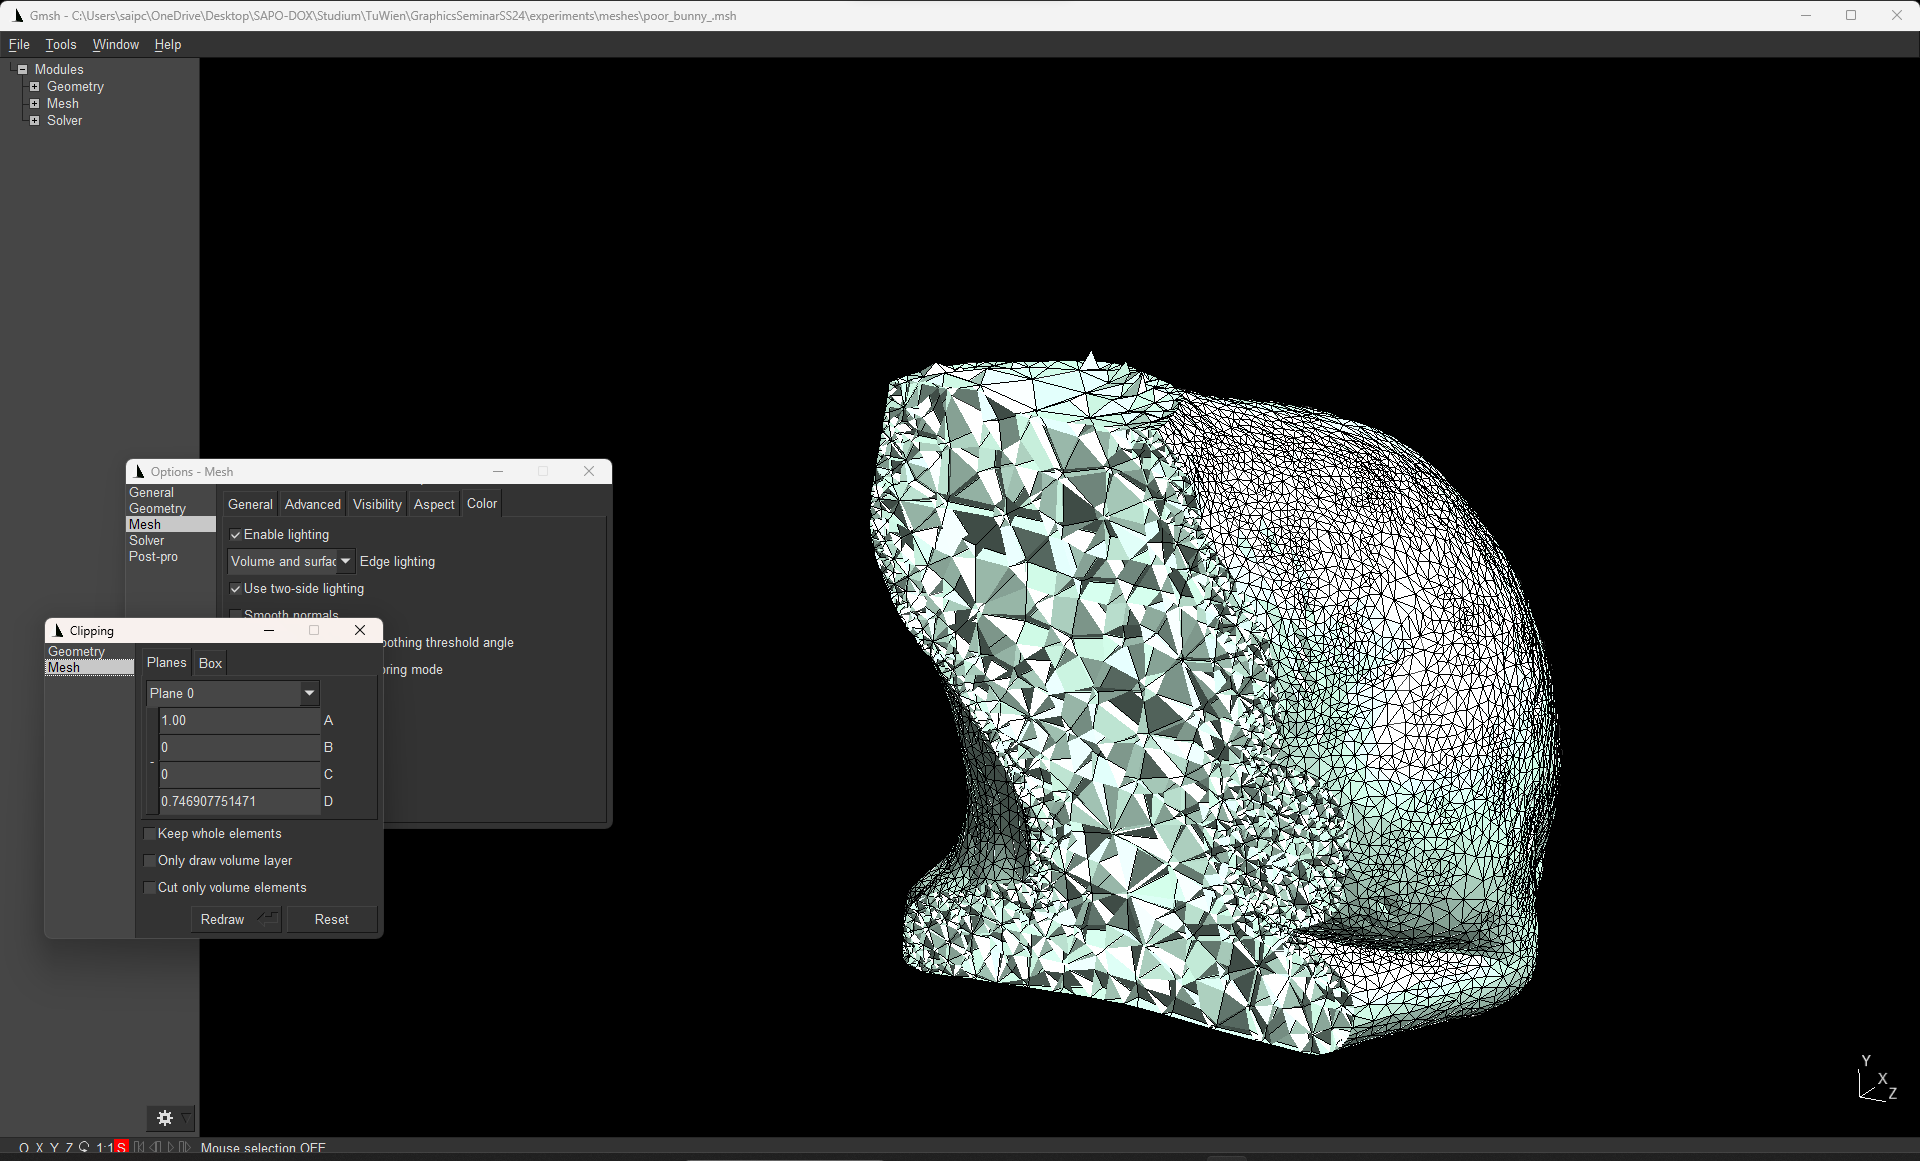 Gmsh - C:\Users\saipc\OneDrive\Desktop\SAPO-DOX\Studium\TuWien\GraphicsSeminarSS24\experiments\meshes\poor_bunny_.msh
File Tools Window Help
Modules
Geometry
Mesh
Solver
Options - Mesh
General
Geometry
Mesh
Solver
Post-pro
General Advanced Visibility Aspect Color
Enable lighting
Volume and surfac Edge lighting
Use two-side lighting
Smooth normals
oothing threshold angle
oring mode
Clipping
Geometry
Mesh
Planes Box
Plane 0
1.00 A
0 B
0 C
0.746907751471 D
-
Keep whole elements
Only draw volume layer
Cut only volume elements
Redraw Reset
Y
X
Z
O X Y Z 1:1 S Mouse selection OFF